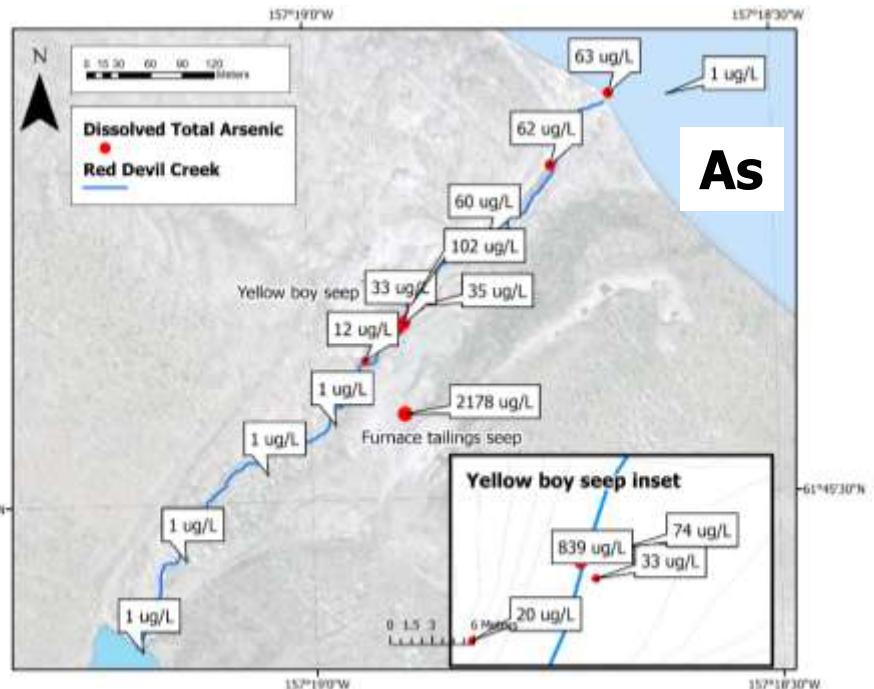 157°19'0"W
157°18'30"W
N
0 15 30 60 90 120
Meters
Dissolved Total Arsenic
Red Devil Creek
63 ug/L
1 ug/L
62 ug/L
As
60 ug/L
102 ug/L
Yellow boy seep
33 ug/L
35 ug/L
12 ug/L
1 ug/L
2178 ug/L
Furnace tailings seep
1 ug/L
61°45'30"N
1 ug/L
1 ug/L
Yellow boy seep inset
74 ug/L
839 ug/L
33 ug/L
20 ug/L
0 1.5 3 6 Meters
157°19'0"W
157°18'30"W